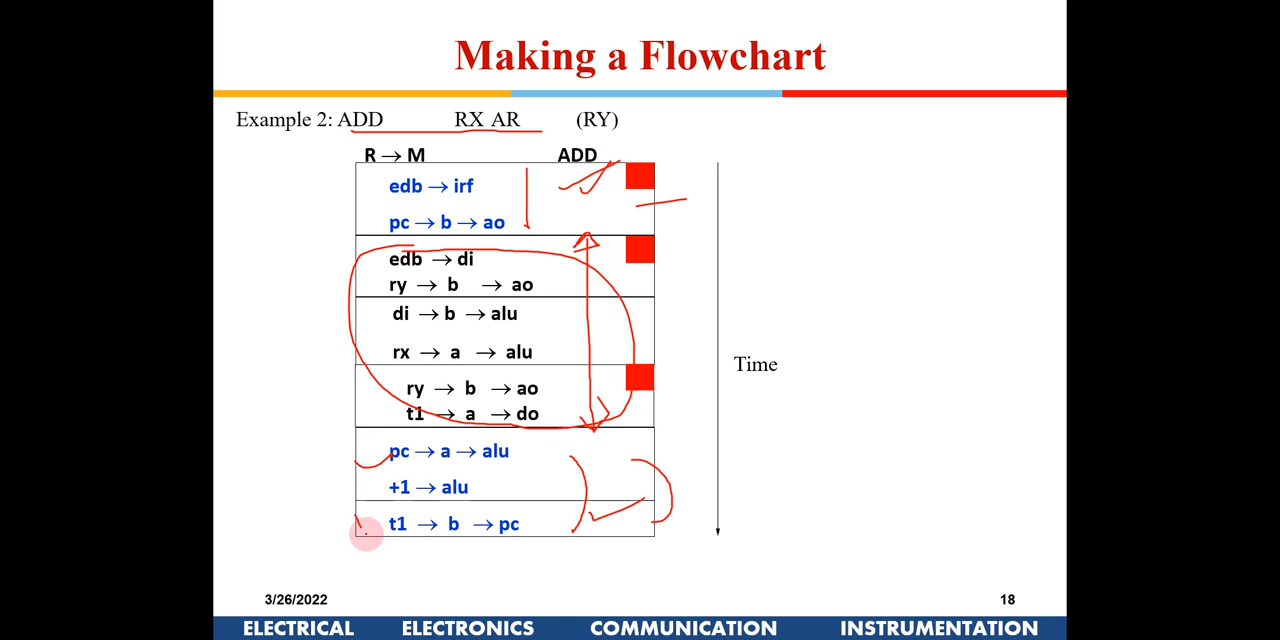 Making a Flowchart
Example 2: ADD RX AR (RY)
R → M ADD
edb → irf
pc → b → ao
edb → di
ry → b → ao
di → b → alu
rx → a → alu
ry → b → ao
t1 → a → do
pc → a → alu
+1 → alu
t1 → b → pc
Time
3/26/2022 18
ELECTRICAL ELECTRONICS COMMUNICATION INSTRUMENTATION